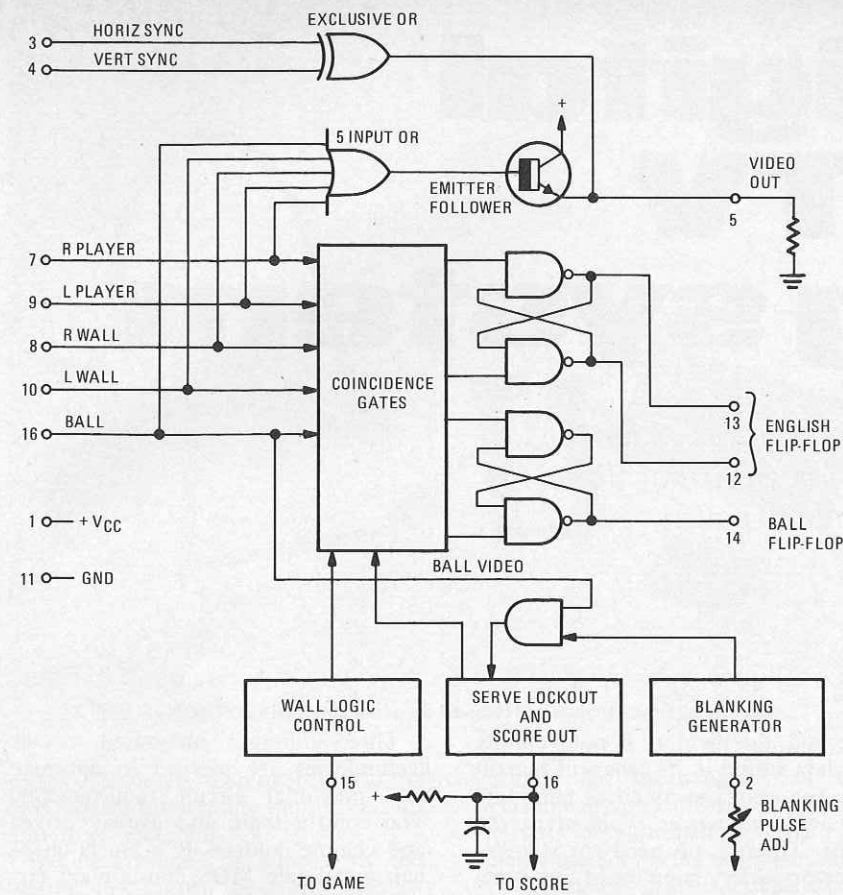 EXCLUSIVE OR
HORIZ SYNC
3
VERT SYNC
4
+
5 INPUT OR
EMITTER
FOLLOWER
VIDEO
OUT
5
7
R PLAYER
9
L PLAYER
8
R WALL
10
L WALL
16
BALL
COINCIDENCE
GATES
13
12
ENGLISH
FLIP-FLOP
14
BALL
FLIP-FLOP
1
+ VCC
11
GND
BALL VIDEO
WALL LOGIC
CONTROL
SERVE LOCKOUT
AND
SCORE OUT
BLANKING
GENERATOR
15
16
2
+
BLANKING
PULSE
ADJ
TO GAME
TO SCORE